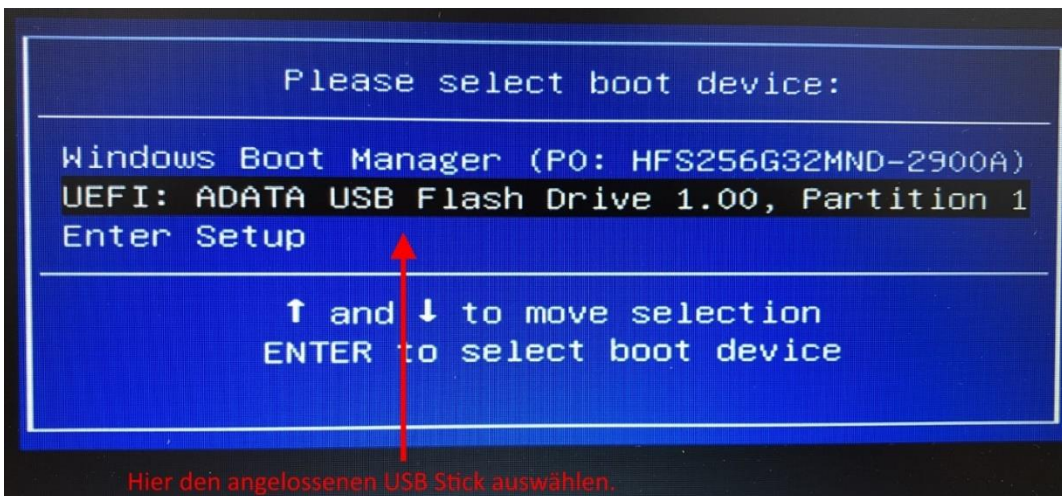 Please select boot device:
Windows Boot Manager (P0: HFS256G32MND-2900A)
UEFI: ADATA USB Flash Drive 1.00, Partition 1
Enter Setup
↑ and ↓ to move selection
ENTER to select boot device
Hier den angelossenen USB Stick auswählen.